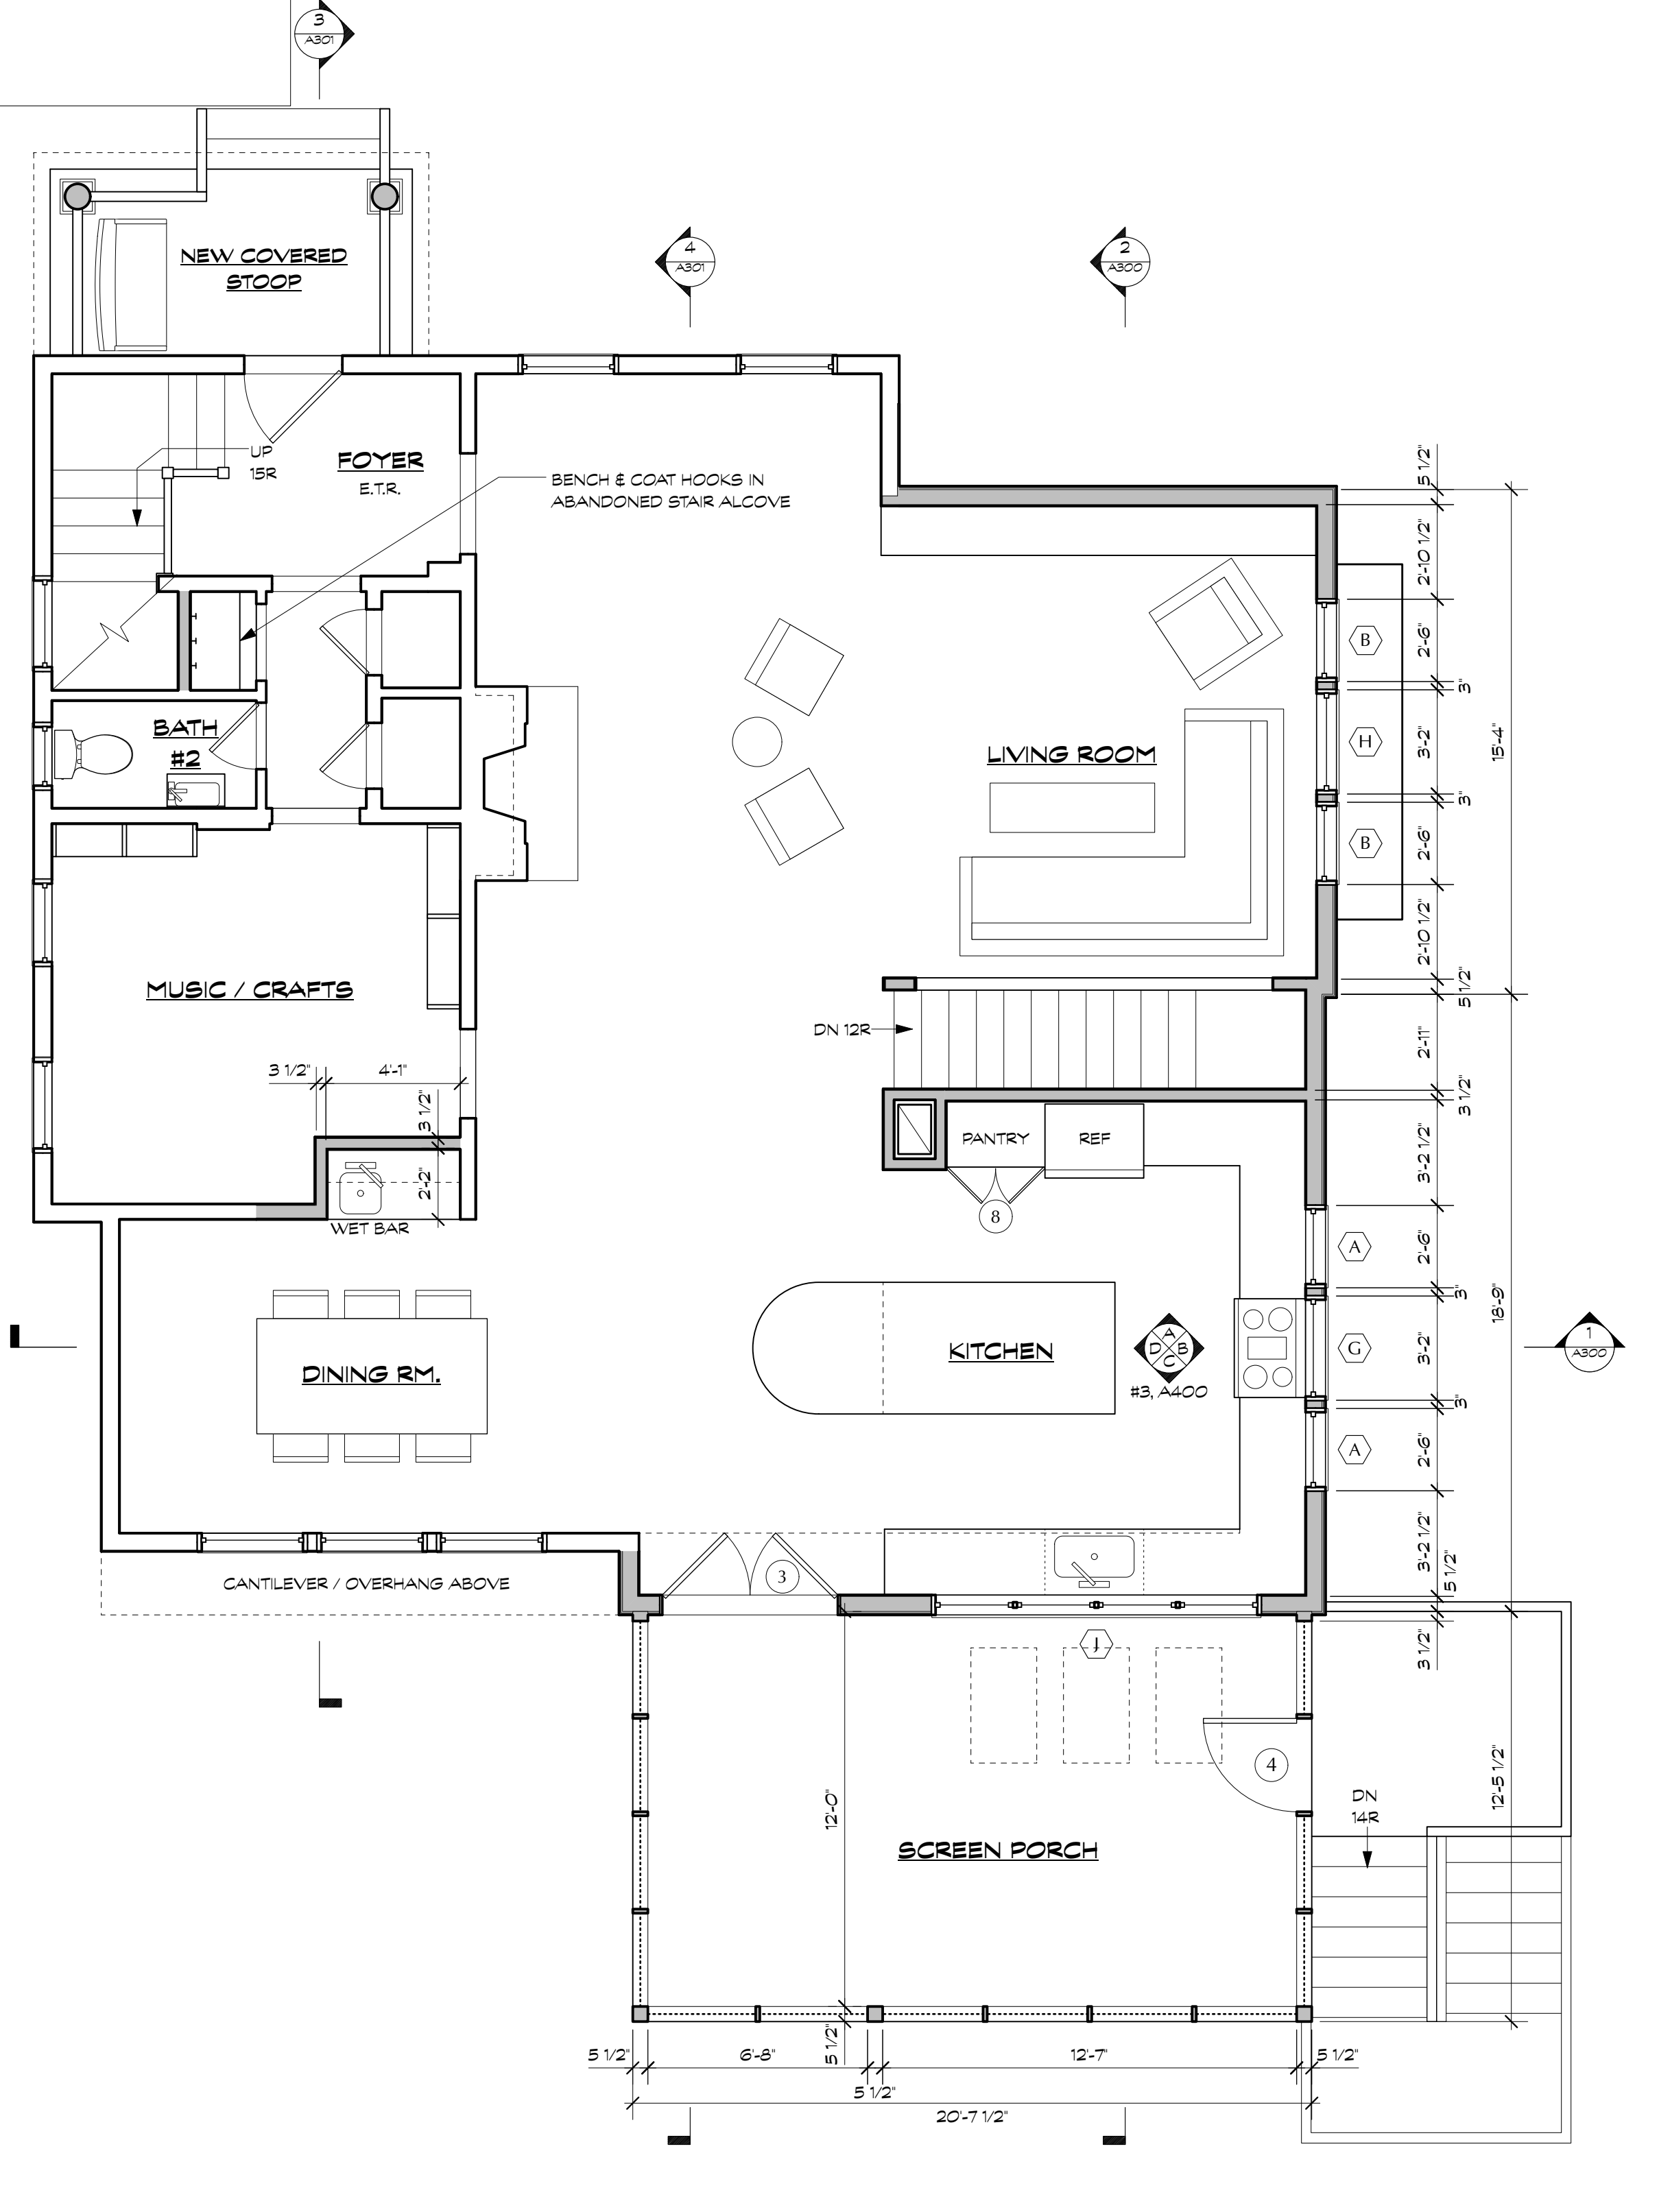 3
A301
NEW COVERED
STOOP
4
A301
2
A300
UP
15R
FOYER
E.T.R.
BENCH & COAT HOOKS IN
ABANDONED STAIR ALCOVE
5 1/2"
2'-10 1/2"
B
2'-6"
3"
BATH
#2
LIVING ROOM
H
3'-2"
15'-4"
3"
B
2'-6"
2'-10 1/2"
MUSIC / CRAFTS
5 1/2"
DN 12R
2'-11"
3 1/2"
4'-1"
3 1/2"
3 1/2"
PANTRY
REF
3'-2 1/2"
2'-2"
WET BAR
8
A
2'-6"
3"
18'-9"
DINING RM.
KITCHEN
A
D
B
C
#3, A400
G
3'-2"
1
A300
3"
A
2'-6"
3'-2 1/2"
5 1/2"
CANTILEVER / OVERHANG ABOVE
3
J
3 1/2"
4
12'-0"
DN
14R
12'-5 1/2"
SCREEN PORCH
5 1/2"
6'-8"
5 1/2"
12'-7"
5 1/2"
5 1/2"
20'-7 1/2"